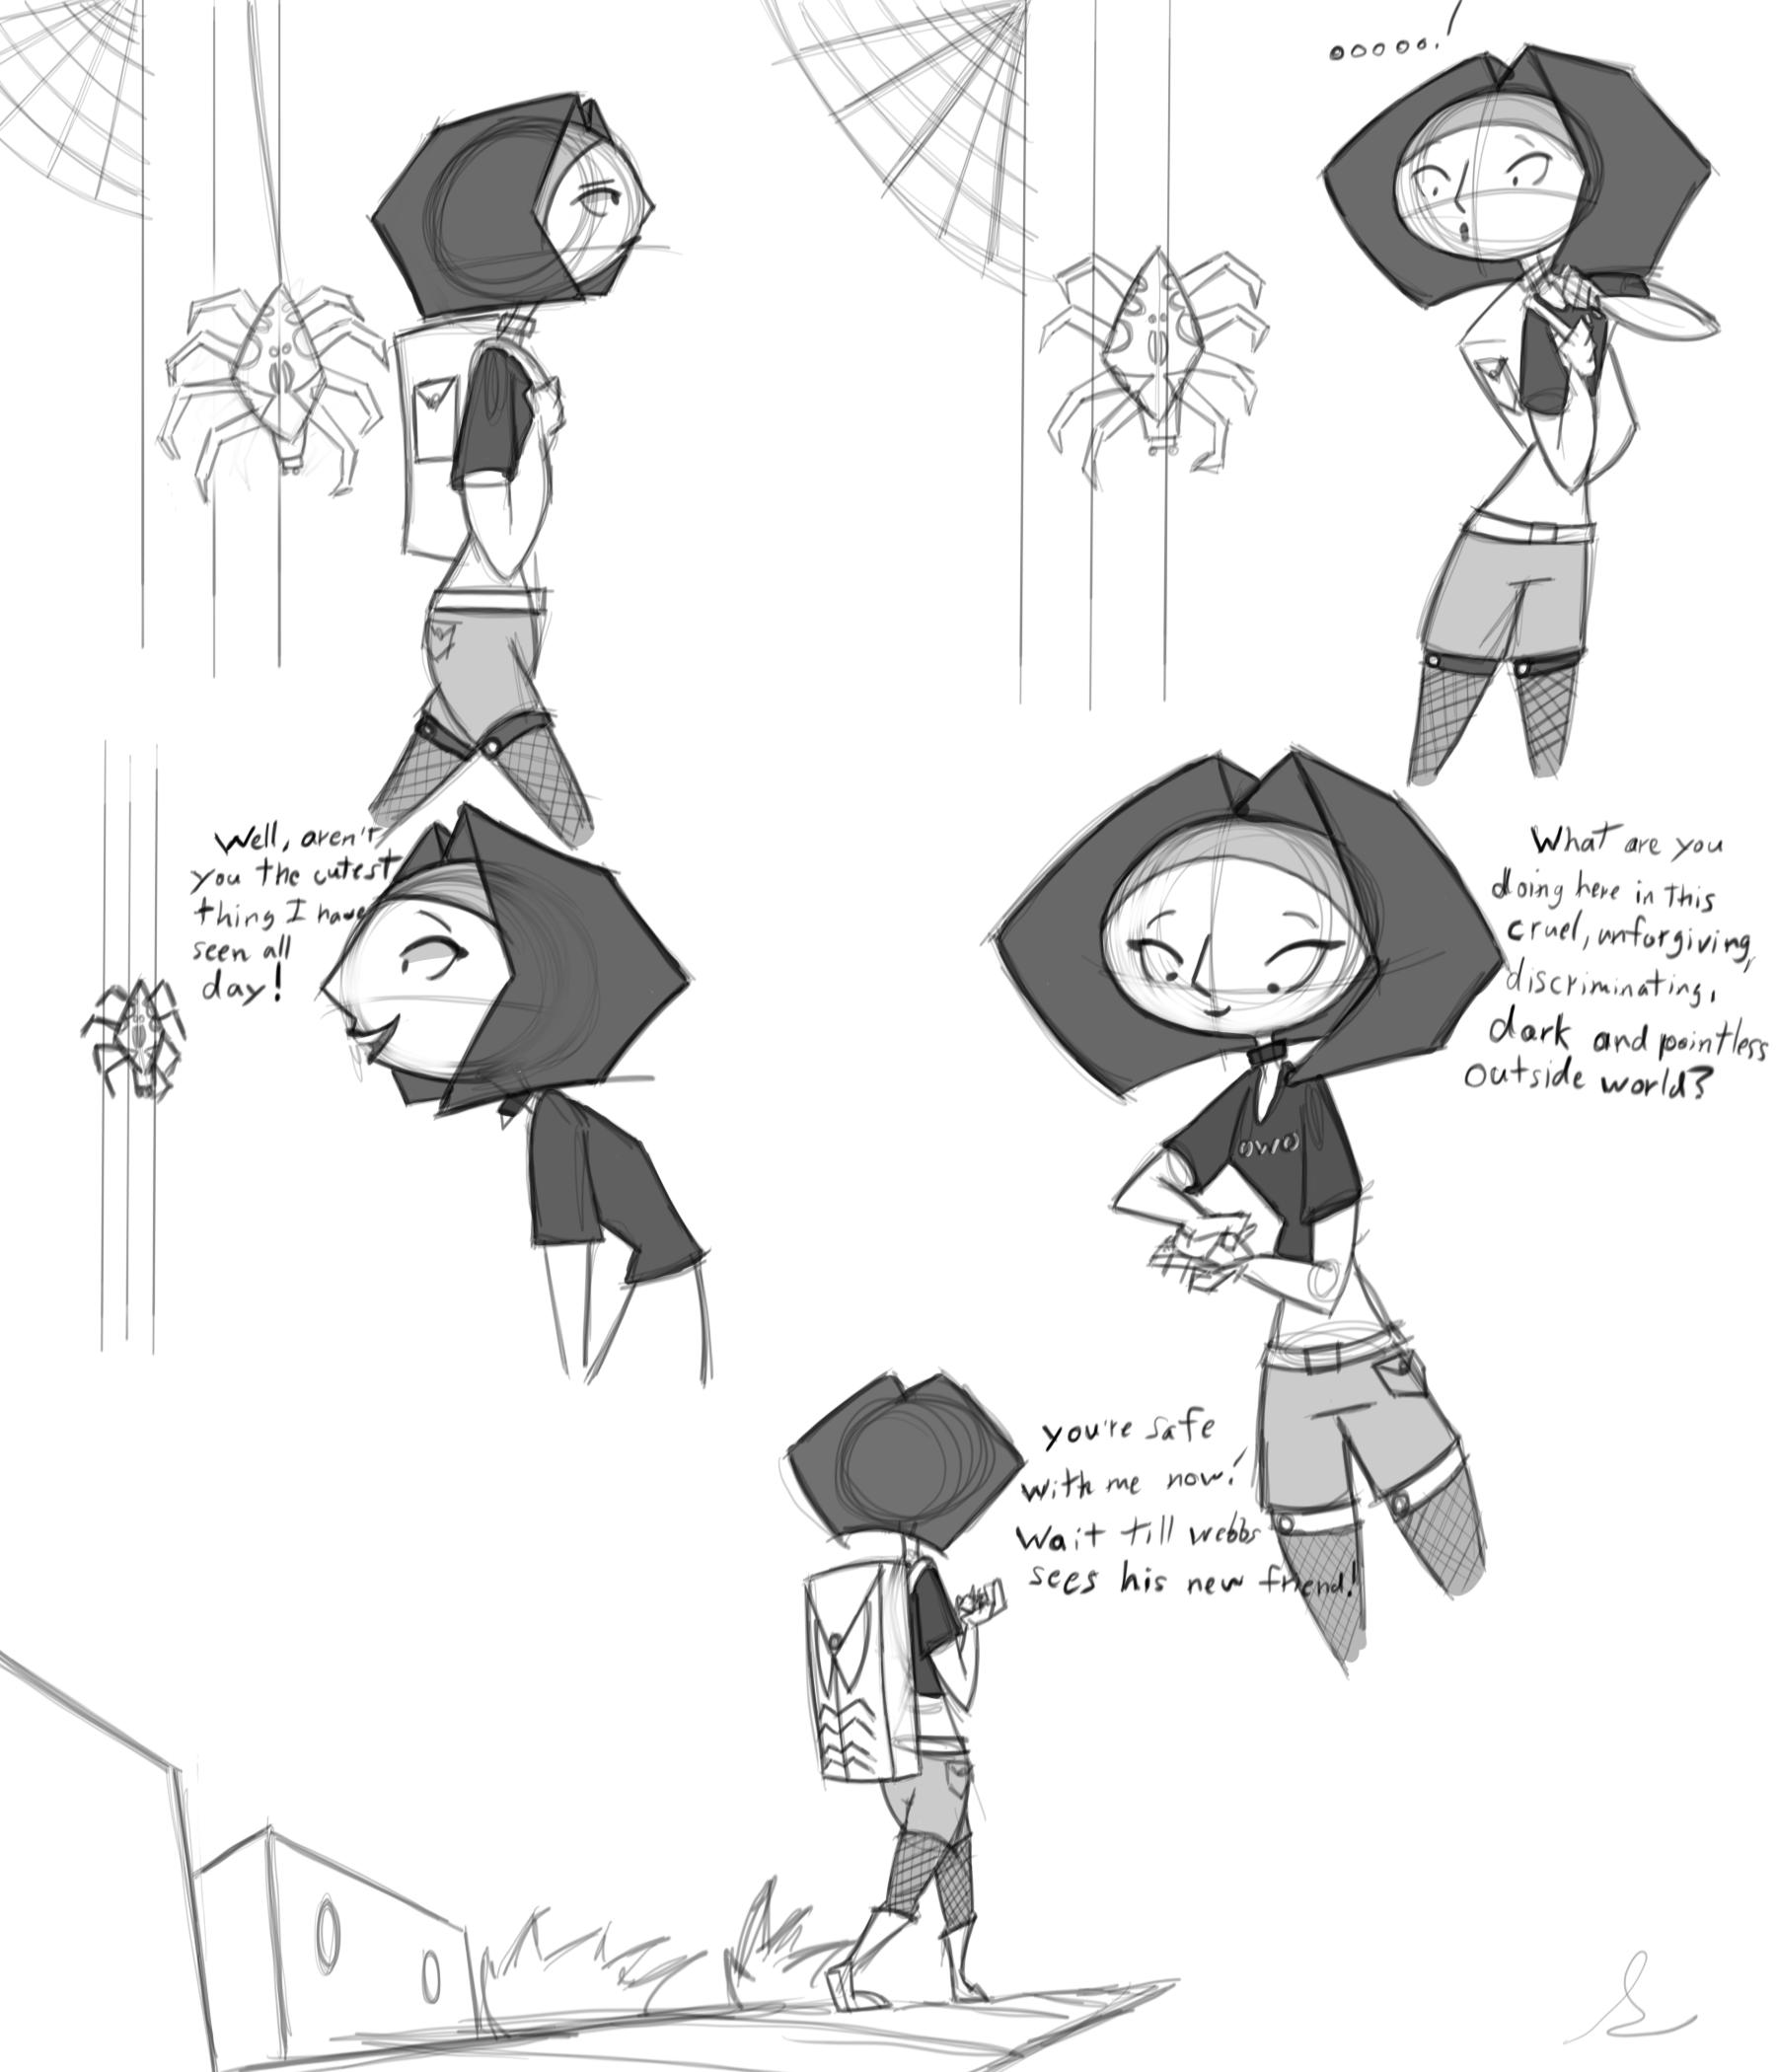 ooooo.!
Well, aren't
you the cutest
thing I have
seen all
day!
What are you
doing here in this
cruel, unforgiving,
discriminating,
dark and pointless
outside world?
OWO
you're safe
with me now!
Wait till webbs
sees his new friend!